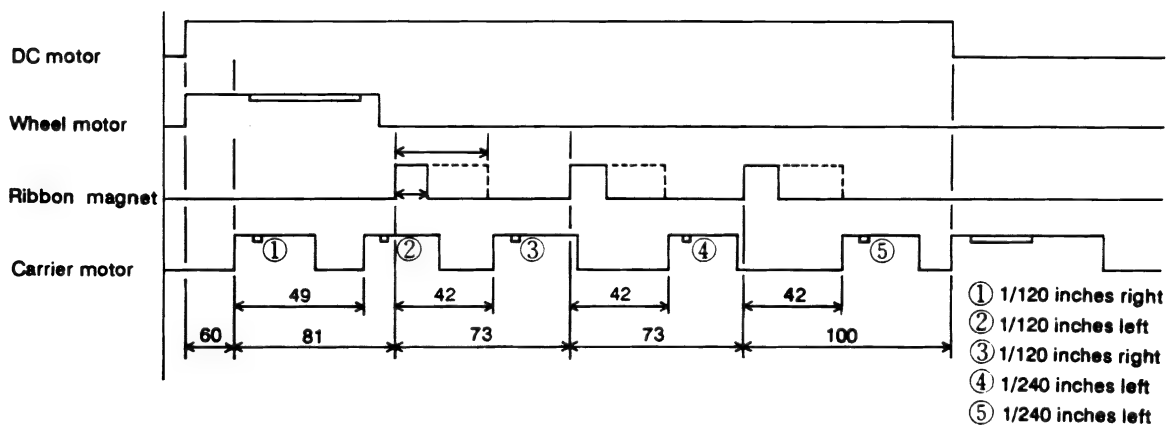 DC motor
Wheel motor
Ribbon magnet
① ② ③ ④ ⑤
Carrier motor
49 42 42 42
60 81 73 73 100
① 1/120 inches right
② 1/120 inches left
③ 1/120 inches right
④ 1/240 inches left
⑤ 1/240 inches left